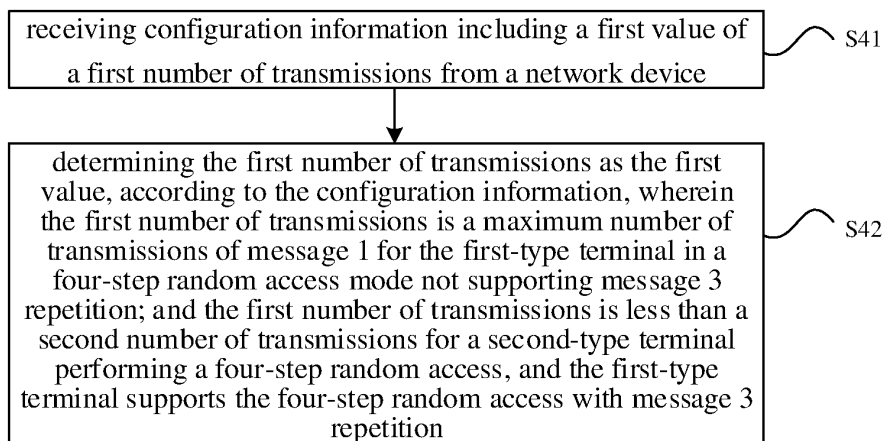 receiving configuration information including a first value of
a first number of transmissions from a network device
S41
determining the first number of transmissions as the first
value, according to the configuration information, wherein
the first number of transmissions is a maximum number of
transmissions of message 1 for the first-type terminal in a
four-step random access mode not supporting message 3
repetition; and the first number of transmissions is less than a
second number of transmissions for a second-type terminal
performing a four-step random access, and the first-type
terminal supports the four-step random access with message 3
repetition
S42